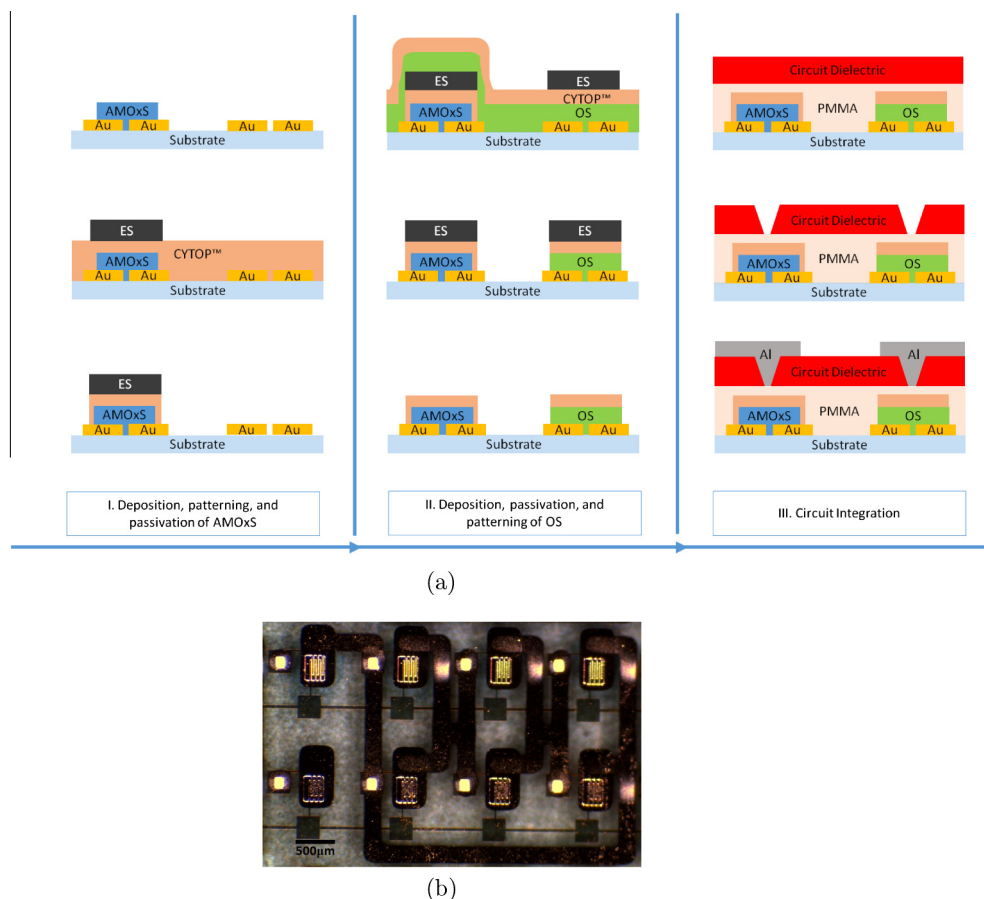 AMOxS
Au Au Au Au
Substrate
ES
CYTOP™
AMOxS
Au Au Au Au
Substrate
ES
AMOxS
Au Au Au Au
Substrate
I. Deposition, patterning, and
passivation of AMOxS
ES ES
CYTOP™
AMOxS OS
Au Au Au Au
Substrate
ES ES
AMOxS OS
Au Au Au Au
Substrate
AMOxS OS
Au Au Au Au
Substrate
II. Deposition, passivation, and
patterning of OS
Circuit Dielectric
AMOxS PMMA OS
Au Au Au Au
Substrate
Circuit Dielectric
AMOxS PMMA OS
Au Au Au Au
Substrate
Al Al
Circuit Dielectric
AMOxS PMMA OS
Au Au Au Au
Substrate
III. Circuit Integration
(a)
500µm
(b)